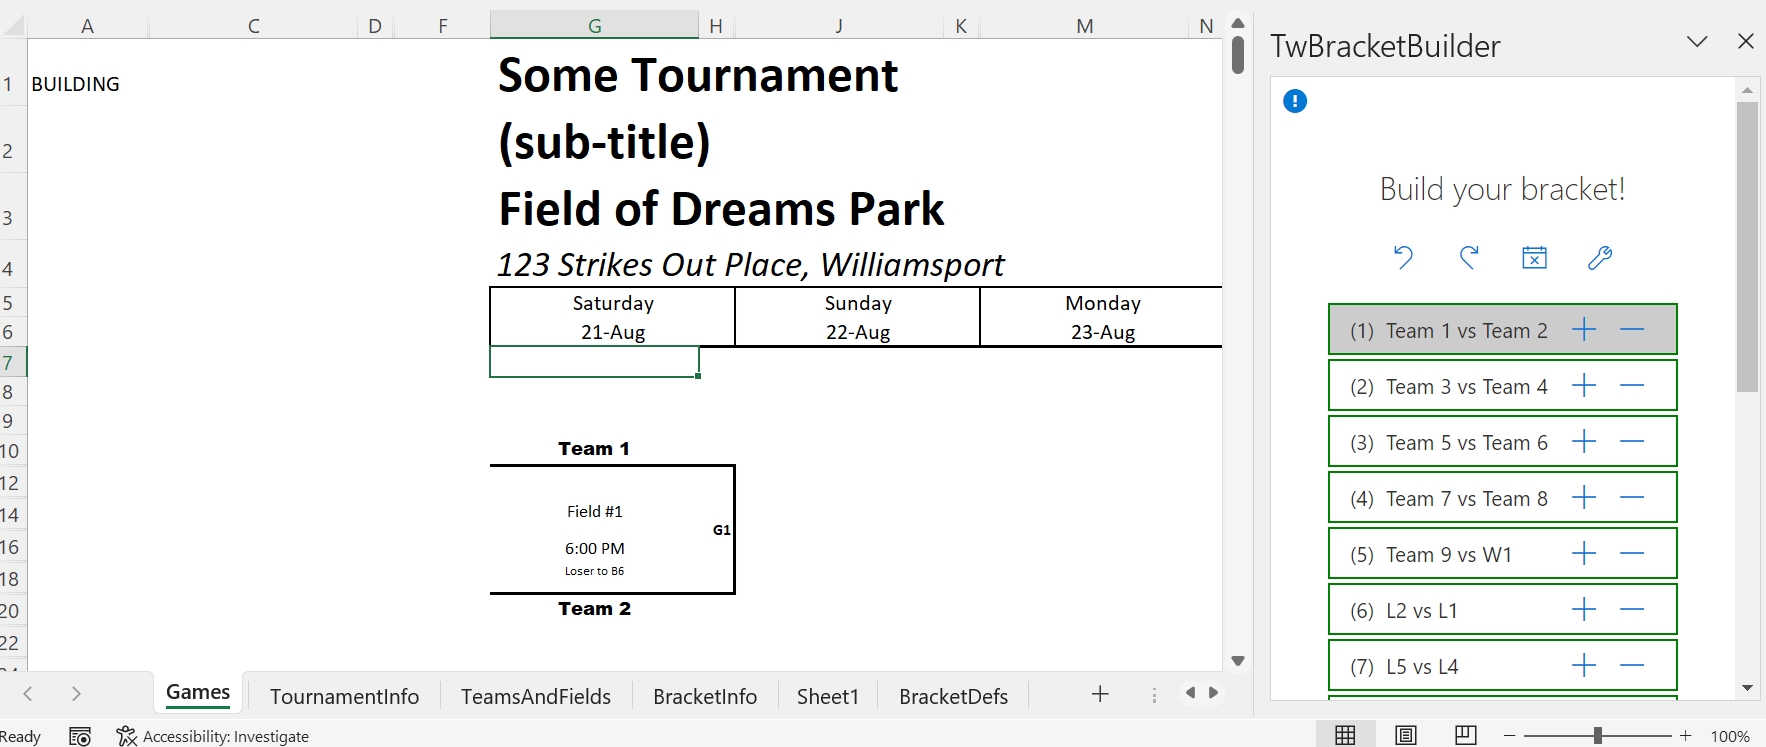 A C D F G H J K M N
TwBracketBuilder
1 BUILDING
Some Tournament
2
(sub-title)
3
Field of Dreams Park
4
123 Strikes Out Place, Williamsport
5 Saturday Sunday Monday
6 21-Aug 22-Aug 23-Aug
7
8
9
10 Team 1
12
14 Field #1
G1
16 6:00 PM
18 Loser to B6
20 Team 2
22
Build your bracket!
(1) Team 1 vs Team 2
(2) Team 3 vs Team 4
(3) Team 5 vs Team 6
(4) Team 7 vs Team 8
(5) Team 9 vs W1
(6) L2 vs L1
(7) L5 vs L4
Games TournamentInfo TeamsAndFields BracketInfo Sheet1 BracketDefs
Ready Accessibility: Investigate 100%